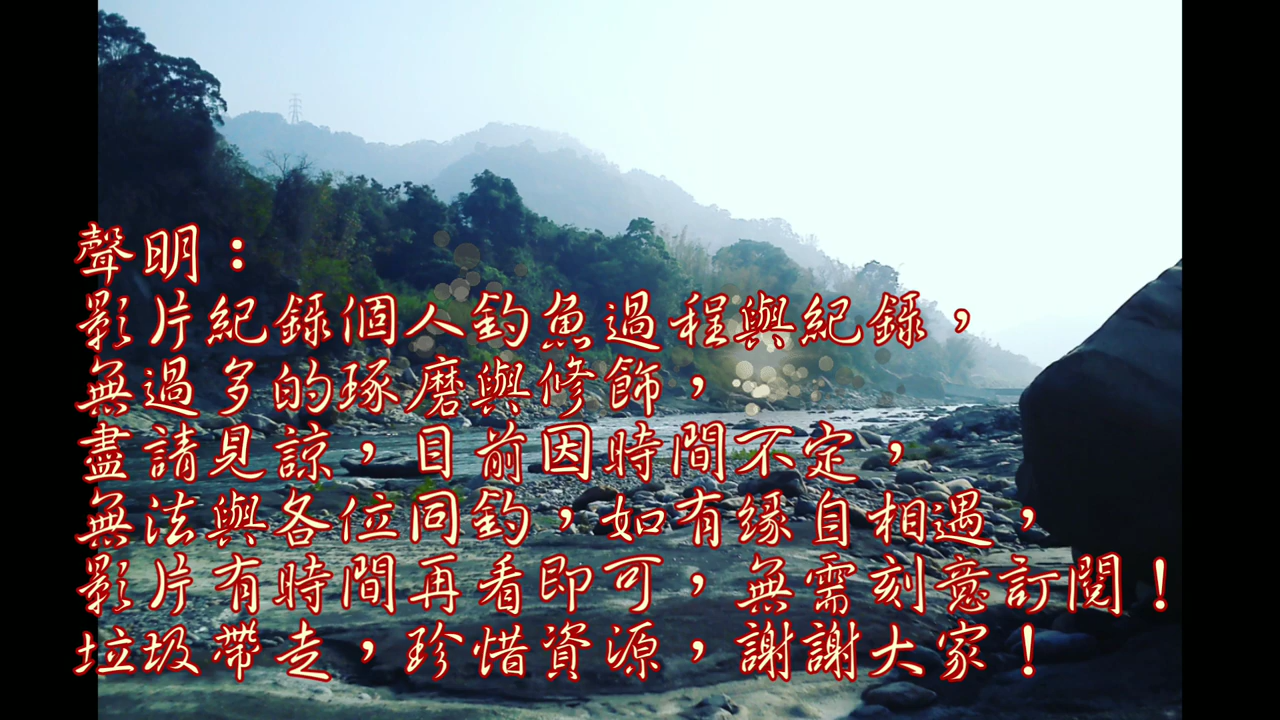 聲明：
影片紀錄個人釣魚過程與紀錄，
無過多的琢磨與修飾，
盡請見諒，目前因時間不定，
無法與各位同釣，如有緣自相遇，
影片有時間再看即可，無需刻意訂閱！
垃圾帶走，珍惜資源，謝謝大家！